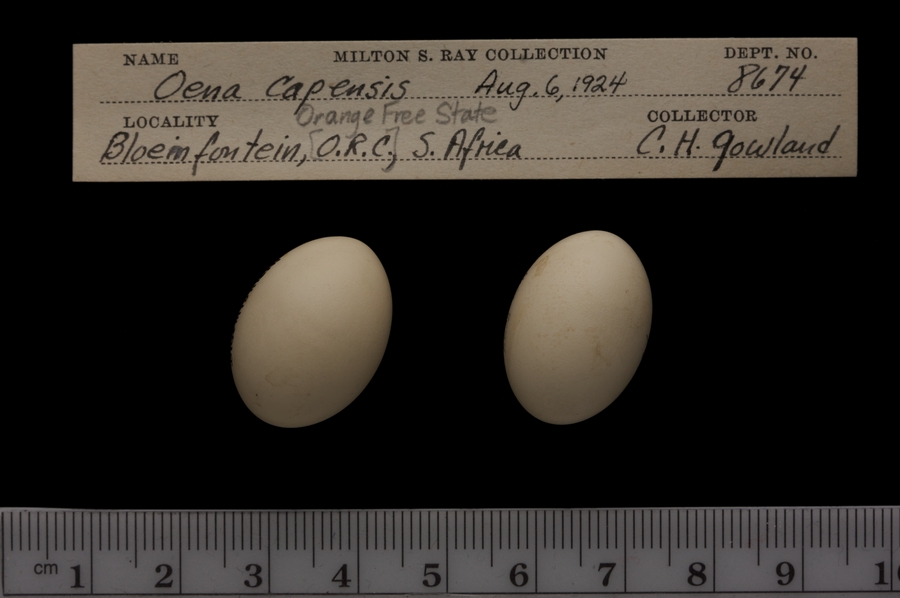 NAME MILTON S. RAY COLLECTION DEPT. NO.
Oena capensis Aug. 6, 1924 8674
LOCALITY Orange Free State COLLECTOR
Bloemfontein, [O.R.C.], S. Africa C. H. Gowland
cm 1 2 3 4 5 6 7 8 9 1